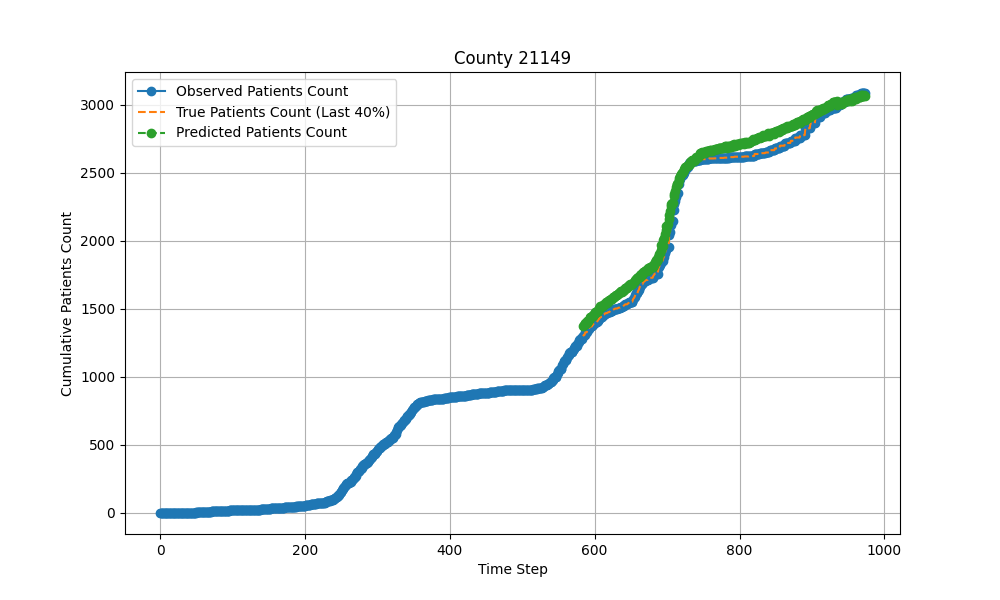 County 21149
Observed Patients Count
True Patients Count (Last 40%)
Predicted Patients Count
Cumulative Patients Count
3000
2500
2000
1500
1000
500
0
0 200 400 600 800 1000
Time Step